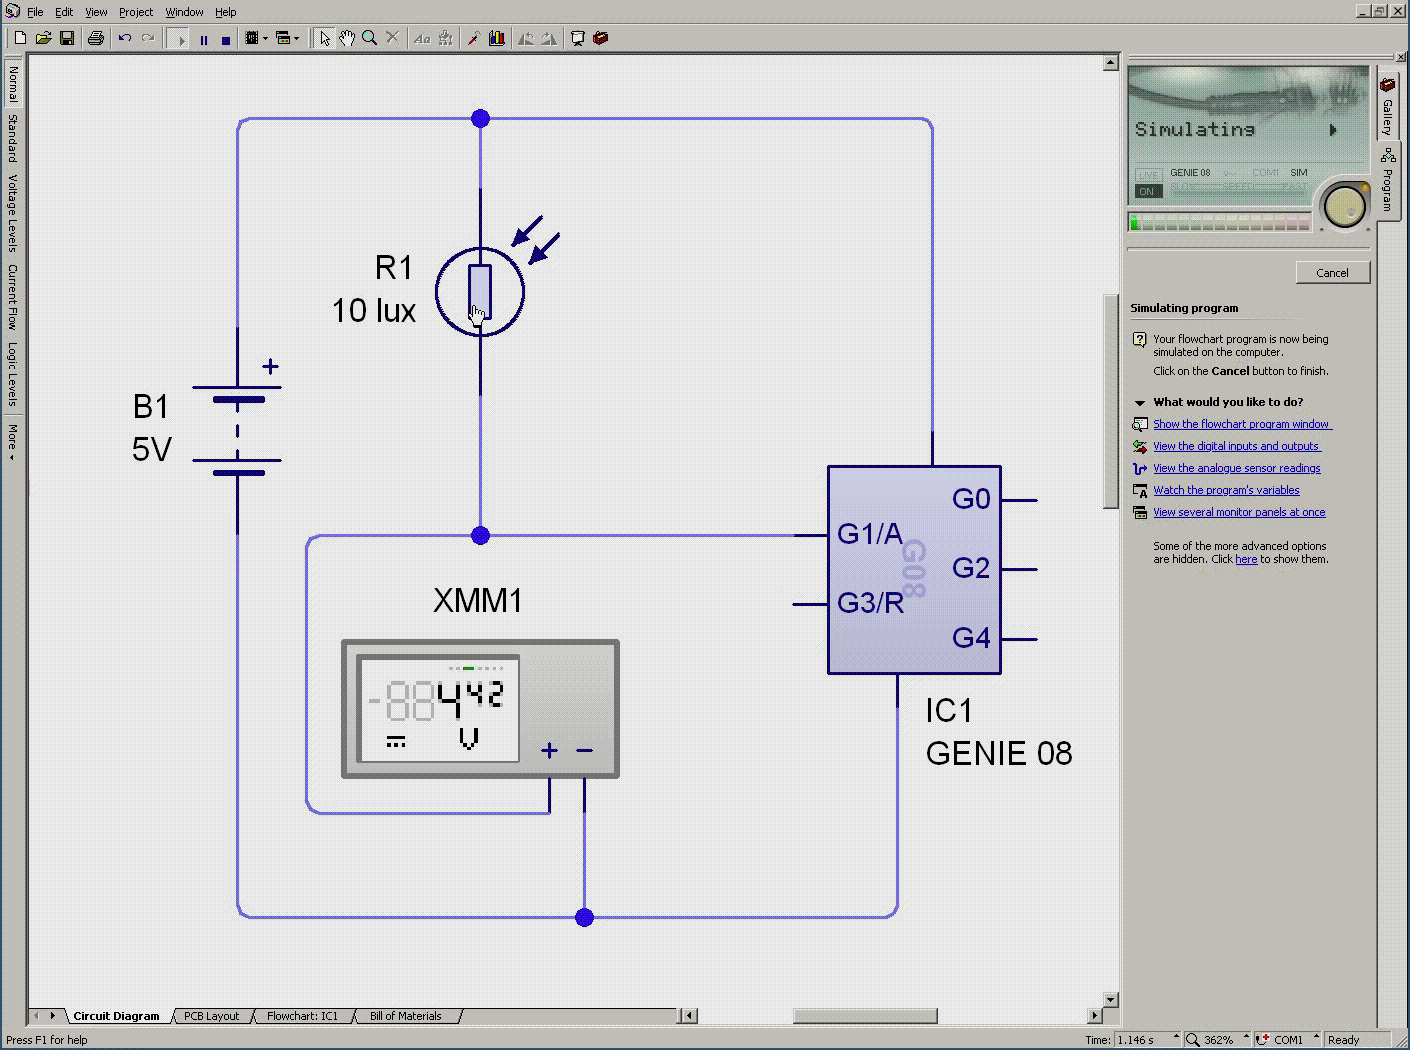 File Edit View Project Window Help
Normal
Standard
Voltage Levels
Current Flow
Logic Levels
More
R1
10 lux
B1
5V
+
XMM1
4.42
V
+ −
G0
G1/A
G08
G2
G3/R
G4
IC1
GENIE 08
Simulating
LIVE GENIE 08 COM1 SIM
ON SLOW SPEED FAST
Gallery
Program
Cancel
Simulating program
Your flowchart program is now being
simulated on the computer.
Click on the Cancel button to finish.
What would you like to do?
Show the flowchart program window
View the digital inputs and outputs
View the analogue sensor readings
Watch the program's variables
View several monitor panels at once
Some of the more advanced options
are hidden. Click here to show them.
Circuit Diagram PCB Layout Flowchart: IC1 Bill of Materials
Press F1 for help Time: 1.146 s 362% COM1 Ready